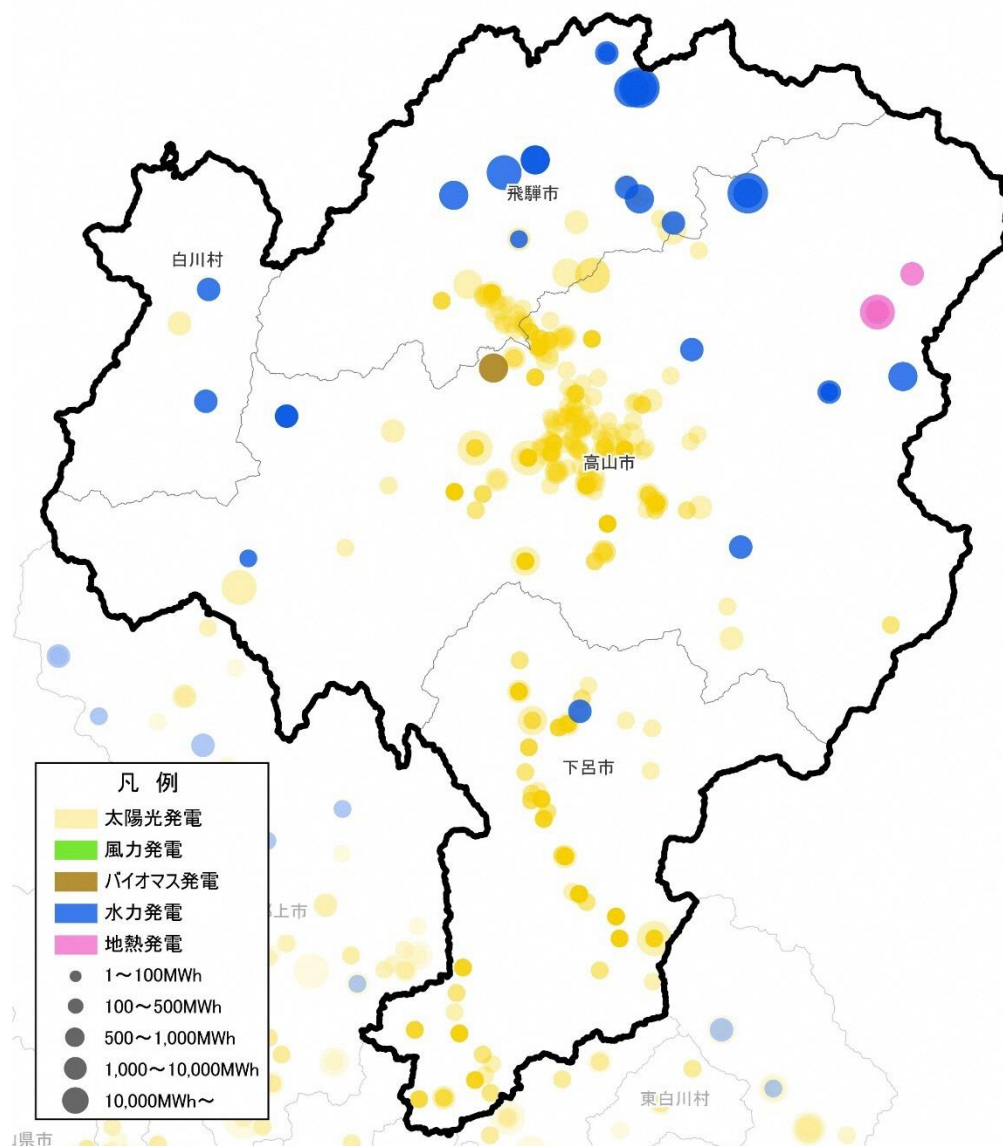 飛騨市
白川村
高山市
下呂市
凡 例
太陽光発電
風力発電
バイオマス発電
水力発電
地熱発電
1～100MWh
100～500MWh
500～1,000MWh
1,000～10,000MWh
10,000MWh～
上市
東白川村
県市